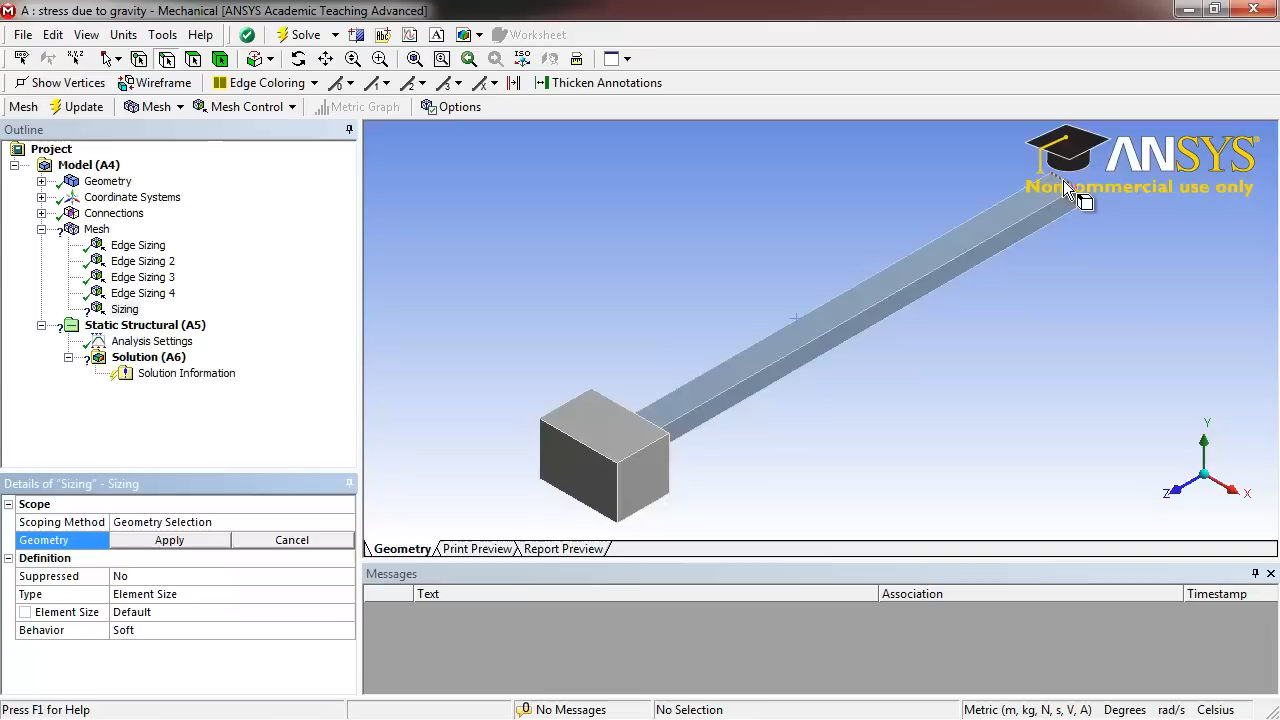 A : stress due to gravity - Mechanical [ANSYS Academic Teaching Advanced]
File Edit View Units Tools Help Solve Worksheet
ISO
Show Vertices Wireframe Edge Coloring Thicken Annotations
Mesh Update Mesh Mesh Control Metric Graph Options
Outline
Project
Model (A4)
Geometry
Coordinate Systems
Connections
Mesh
Edge Sizing
Edge Sizing 2
Edge Sizing 3
Edge Sizing 4
Sizing
Static Structural (A5)
Analysis Settings
Solution (A6)
Solution Information
Details of "Sizing" - Sizing
Scope
Scoping Method Geometry Selection
Geometry Apply Cancel
Definition
Suppressed No
Type Element Size
Element Size Default
Behavior Soft
ANSYS
Noncommercial use only
Y
Z X
Geometry Print Preview Report Preview
Messages
Text Association Timestamp
Press F1 for Help 0 No Messages No Selection Metric (m, kg, N, s, V, A) Degrees rad/s Celsius